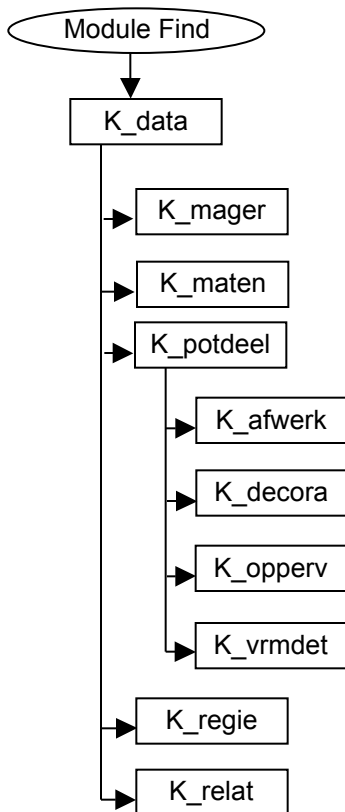 Module Find
K_data
K_mager
K_maten
K_potdeel
K_afwerk
K_decora
K_opperv
K_vrmdet
K_regie
K_relat